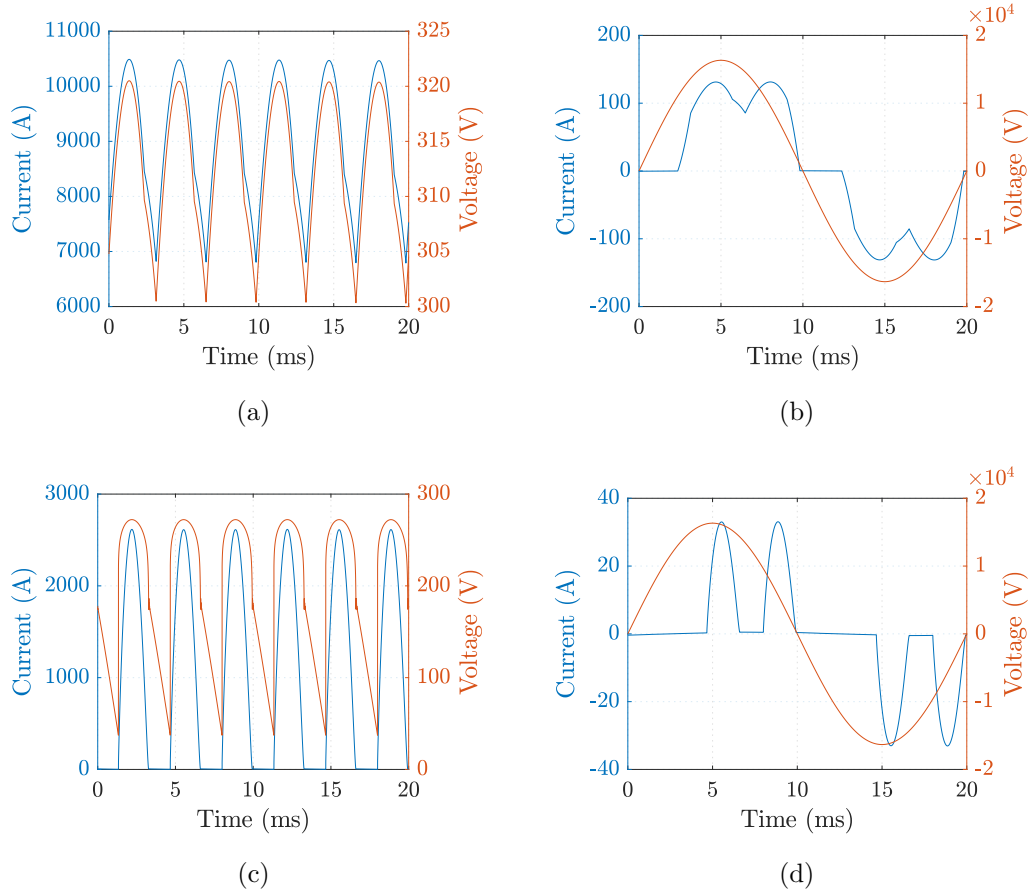 ×10⁴
11000
10000
9000
8000
7000
6000
Current (A)
325
320
315
310
305
300
Voltage (V)
0 5 10 15 20
Time (ms)
(a)
200
100
0
-100
-200
Current (A)
2
1
0
-1
-2
Voltage (V)
0 5 10 15 20
Time (ms)
(b)
3000
2000
1000
0
Current (A)
300
200
100
0
Voltage (V)
0 5 10 15 20
Time (ms)
(c)
×10⁴
40
20
0
-20
-40
Current (A)
2
1
0
-1
-2
Voltage (V)
0 5 10 15 20
Time (ms)
(d)